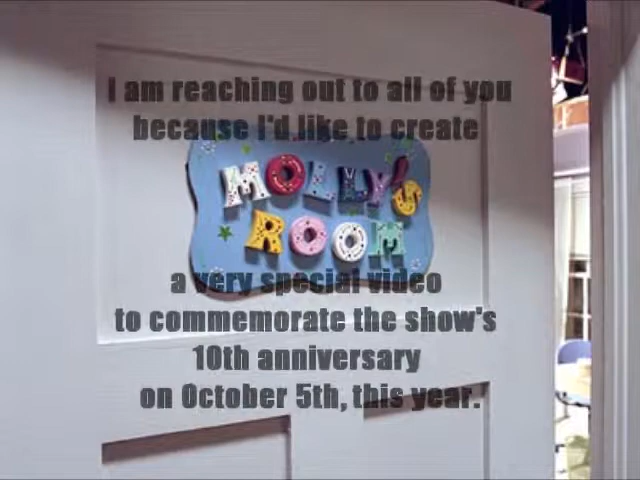 I am reaching out to all of you
because I'd like to create
MOLLY'S
ROOM
a very special video
to commemorate the show's
10th anniversary
on October 5th, this year.